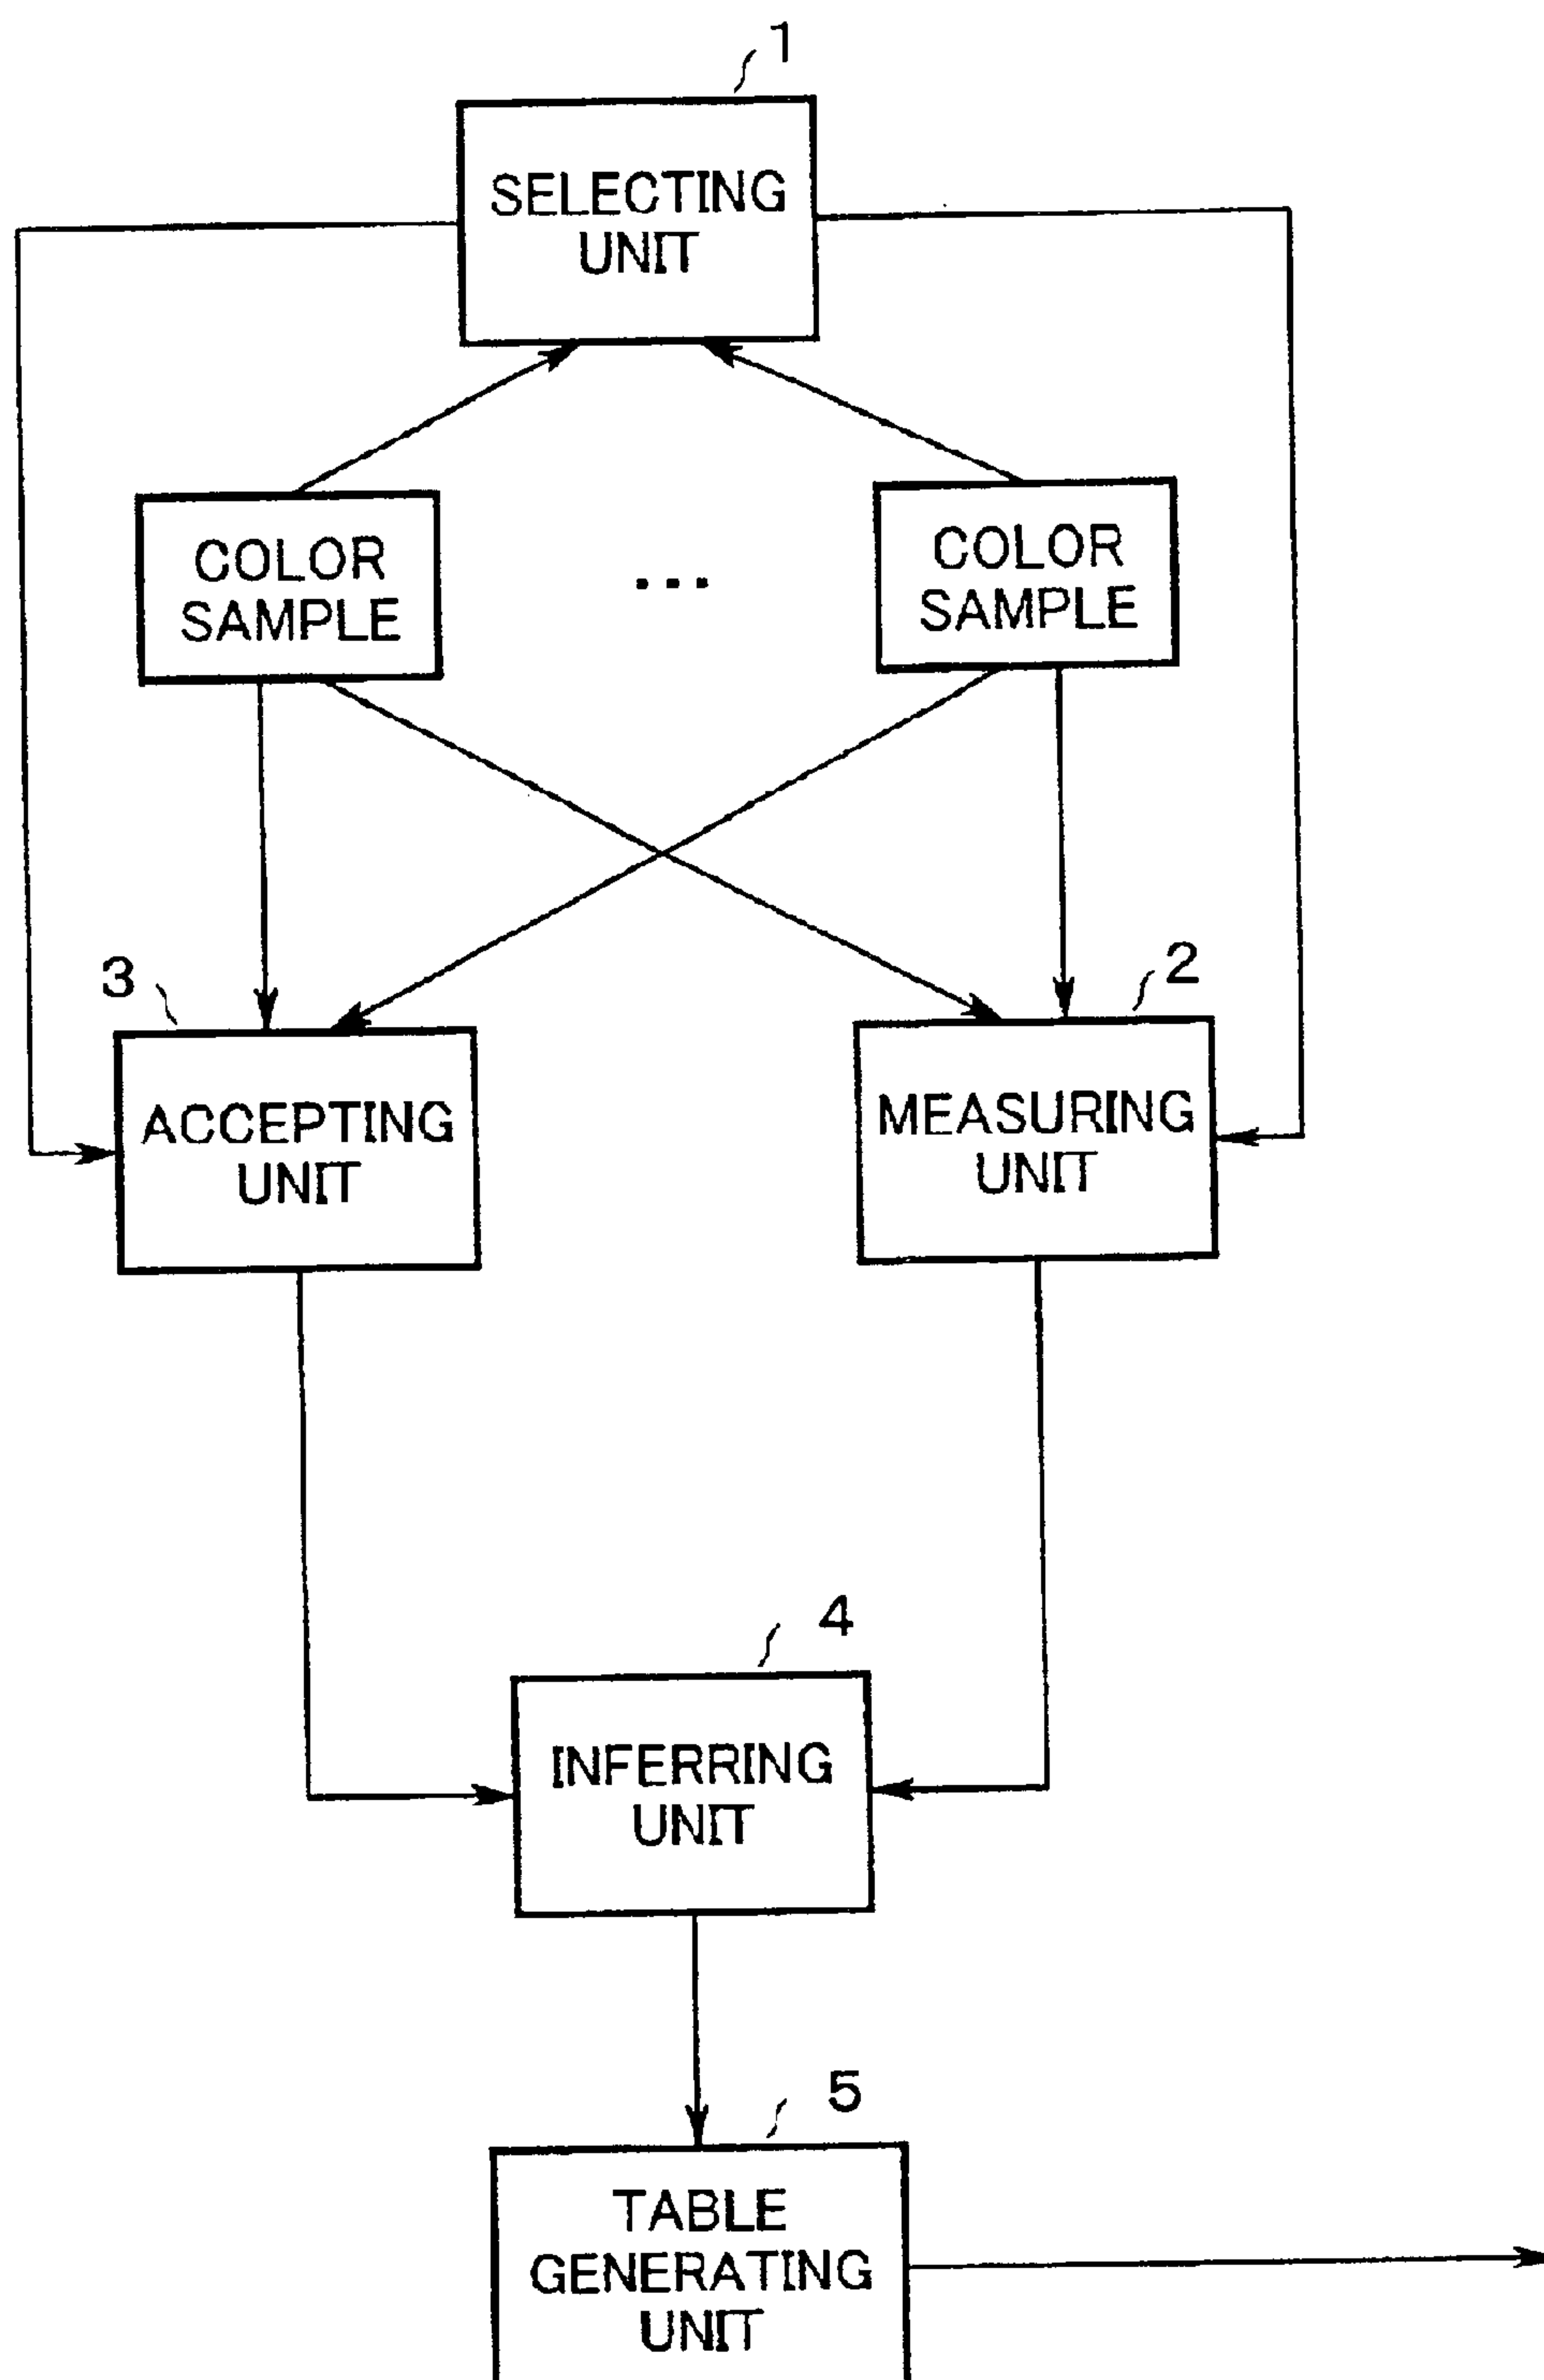 1
SELECTING
UNIT
COLOR
SAMPLE
...
COLOR
SAMPLE
3
2
ACCEPTING
UNIT
MEASURING
UNIT
4
INFERRING
UNIT
5
TABLE
GENERATING
UNIT